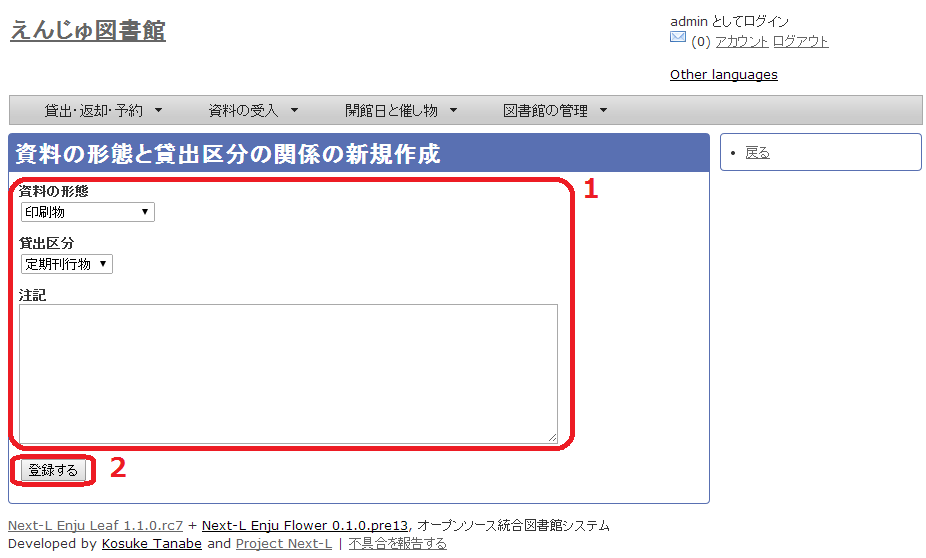 えんじゅ図書館
admin としてログイン
(0) アカウント ログアウト
Other languages
貸出・返却・予約 資料の受入 開館日と催し物 図書館の管理
資料の形態と貸出区分の関係の新規作成
戻る
資料の形態
1
印刷物
貸出区分
定期刊行物
注記
登録する
2
Next-L Enju Leaf 1.1.0.rc7 + Next-L Enju Flower 0.1.0.pre13, オープンソース統合図書館システム
Developed by Kosuke Tanabe and Project Next-L | 不具合を報告する